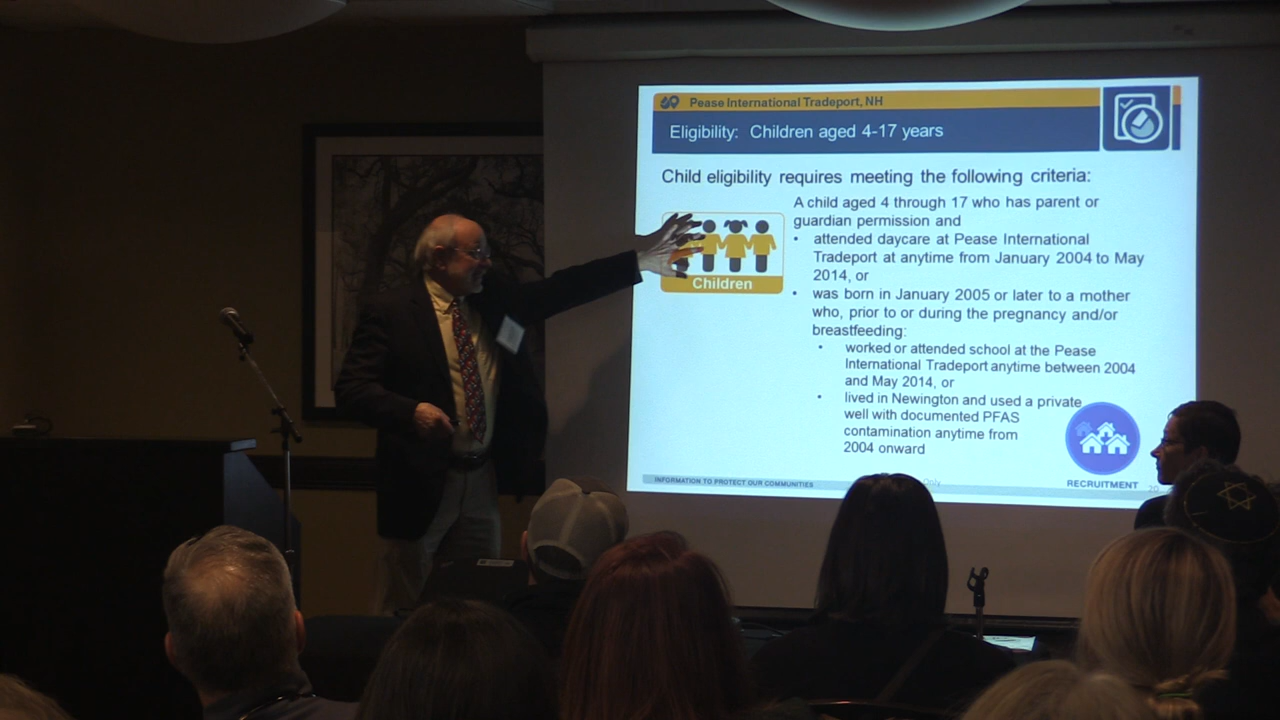 Pease International Tradeport, NH
Eligibility: Children aged 4-17 years
Child eligibility requires meeting the following criteria:
A child aged 4 through 17 who has parent or
guardian permission and
• attended daycare at Pease International
Tradeport at anytime from January 2004 to May
2014, or
• was born in January 2005 or later to a mother
who, prior to or during the pregnancy and/or
breastfeeding:
• worked or attended school at the Pease
International Tradeport anytime between 2004
and May 2014, or
• lived in Newington and used a private
well with documented PFAS
contamination anytime from
2004 onward
Children
RECRUITMENT
INFORMATION TO PROTECT OUR COMMUNITIES
Only
20